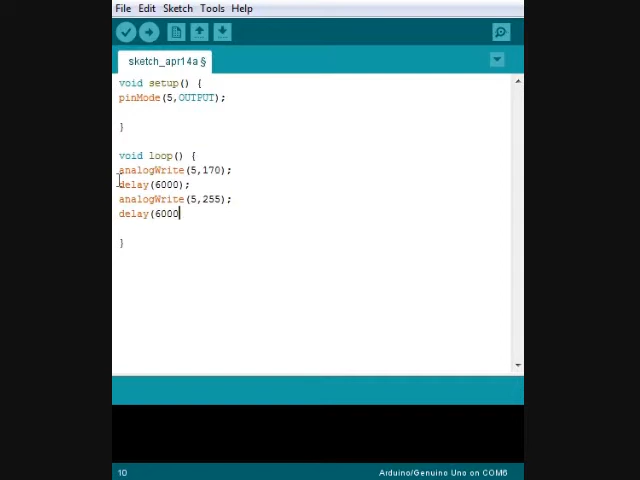 File Edit Sketch Tools Help
sketch_apr14a §
void setup() {
pinMode(5,OUTPUT);
}
void loop() {
analogWrite(5,170);
delay(6000);
analogWrite(5,255);
delay(6000
}
10 Arduino/Genuino Uno on COM6